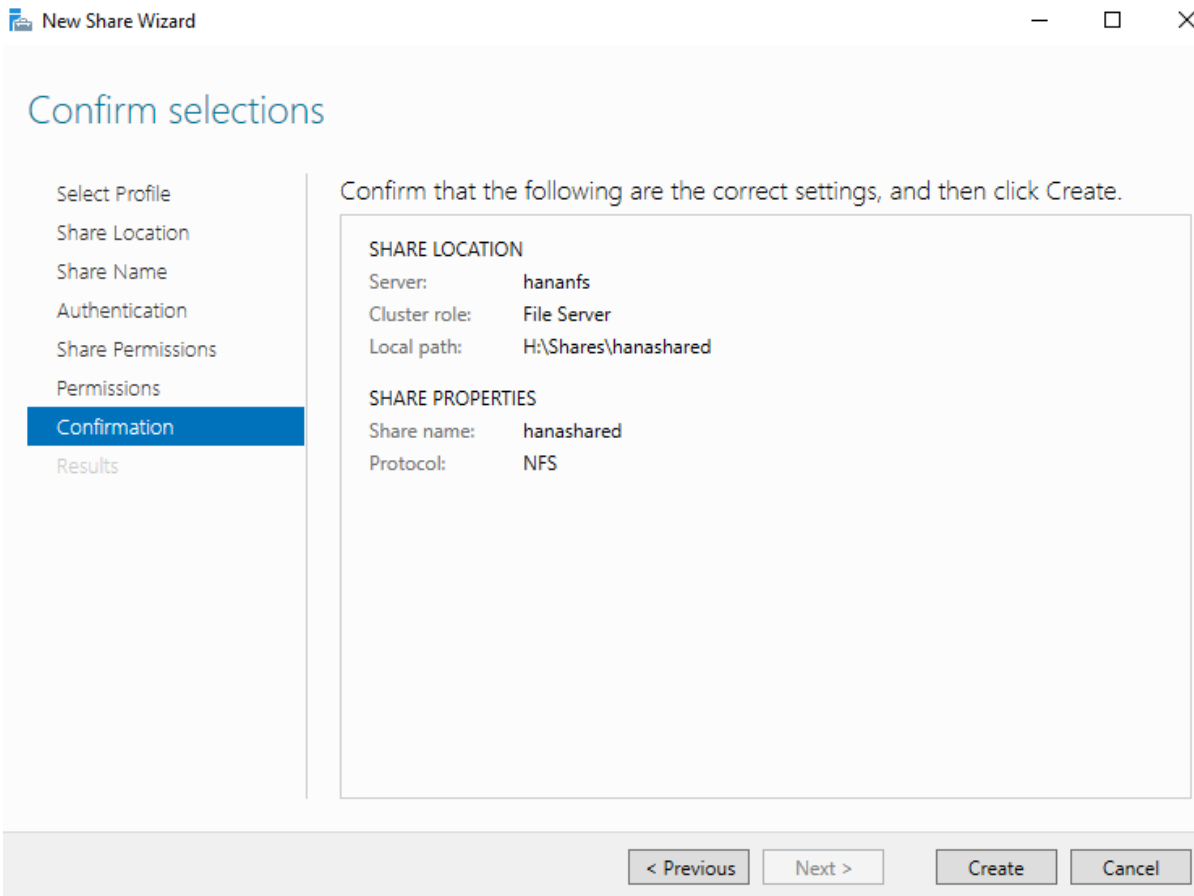 New Share Wizard
Confirm selections
Select Profile
Share Location
Share Name
Authentication
Share Permissions
Permissions
Confirmation
Results
Confirm that the following are the correct settings, and then click Create.
SHARE LOCATION
Server: hananfs
Cluster role: File Server
Local path: H:\Shares\hanashared
SHARE PROPERTIES
Share name: hanashared
Protocol: NFS
< Previous Next > Create Cancel